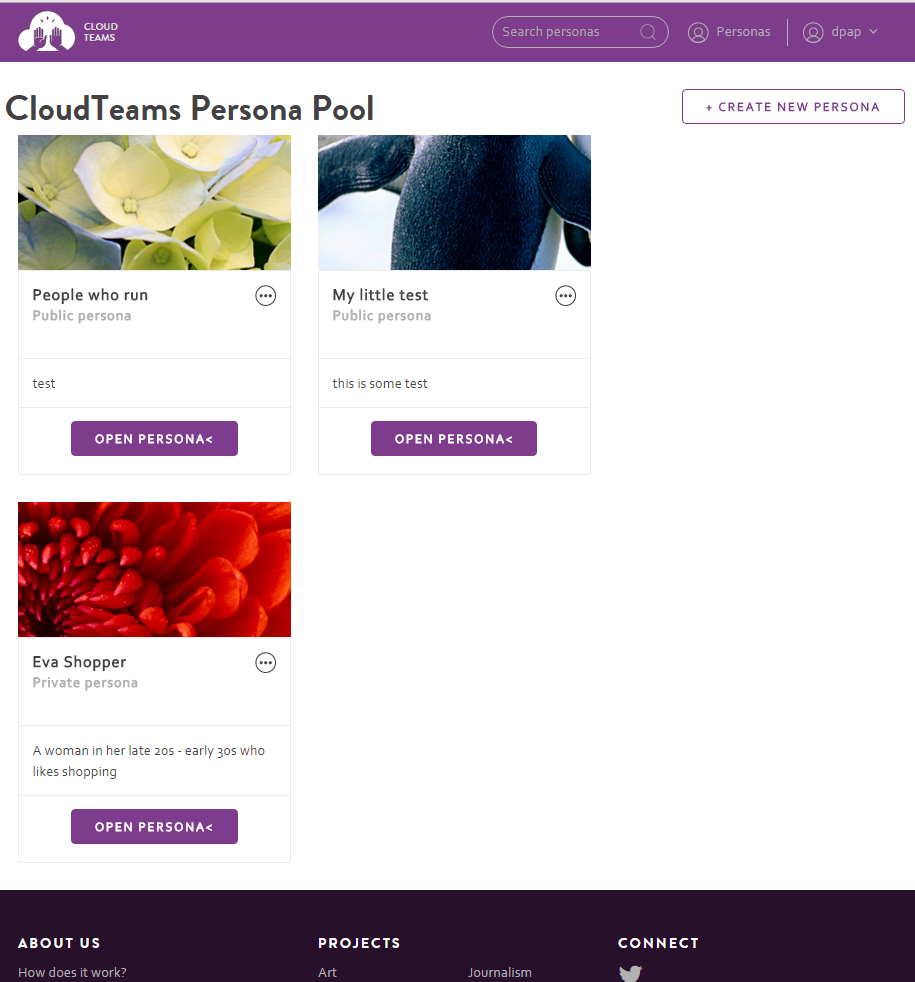 CLOUD
TEAMS
Search personas
Personas
dpap
CloudTeams Persona Pool
+ CREATE NEW PERSONA
People who run
Public persona
test
OPEN PERSONA<
My little test
Public persona
this is some test
OPEN PERSONA<
Eva Shopper
Private persona
A woman in her late 20s - early 30s who
likes shopping
OPEN PERSONA<
ABOUT US
How does it work?
PROJECTS
Art
Journalism
CONNECT